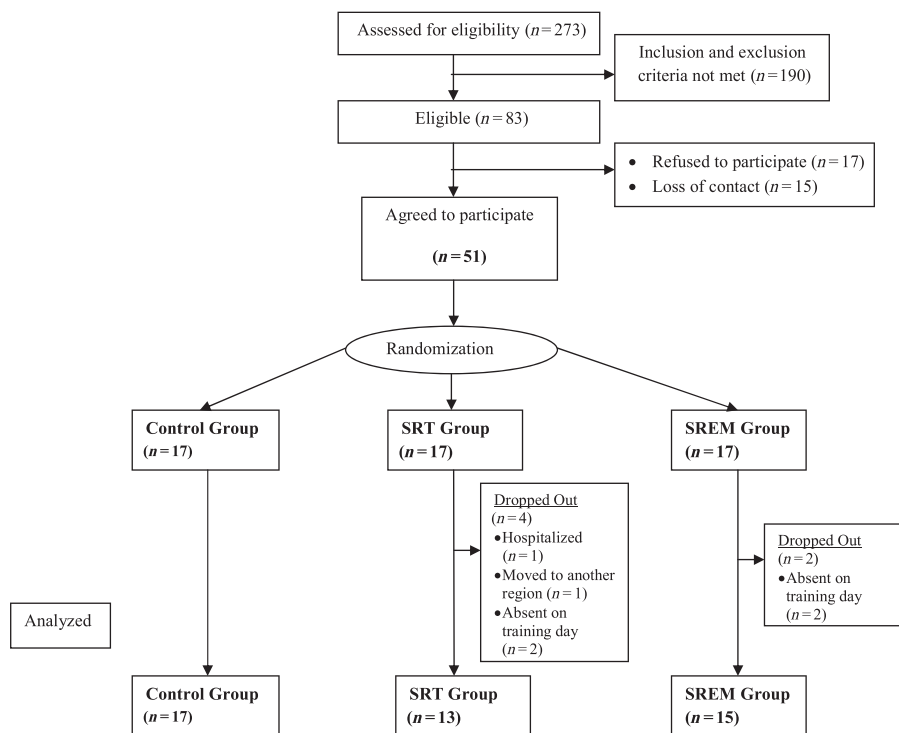 Assessed for eligibility (n=273)
Inclusion and exclusion
criteria not met (n=190)
Eligible (n=83)
• Refused to participate (n=17)
• Loss of contact (n=15)
Agreed to participate
(n=51)
Randomization
Control Group
(n=17)
SRT Group
(n=17)
SREM Group
(n=17)
Dropped Out
(n=4)
•Hospitalized
(n=1)
•Moved to another
region (n=1)
•Absent on
training day
(n=2)
Dropped Out
(n=2)
•Absent on
training day
(n=2)
Analyzed
Control Group
(n=17)
SRT Group
(n=13)
SREM Group
(n=15)